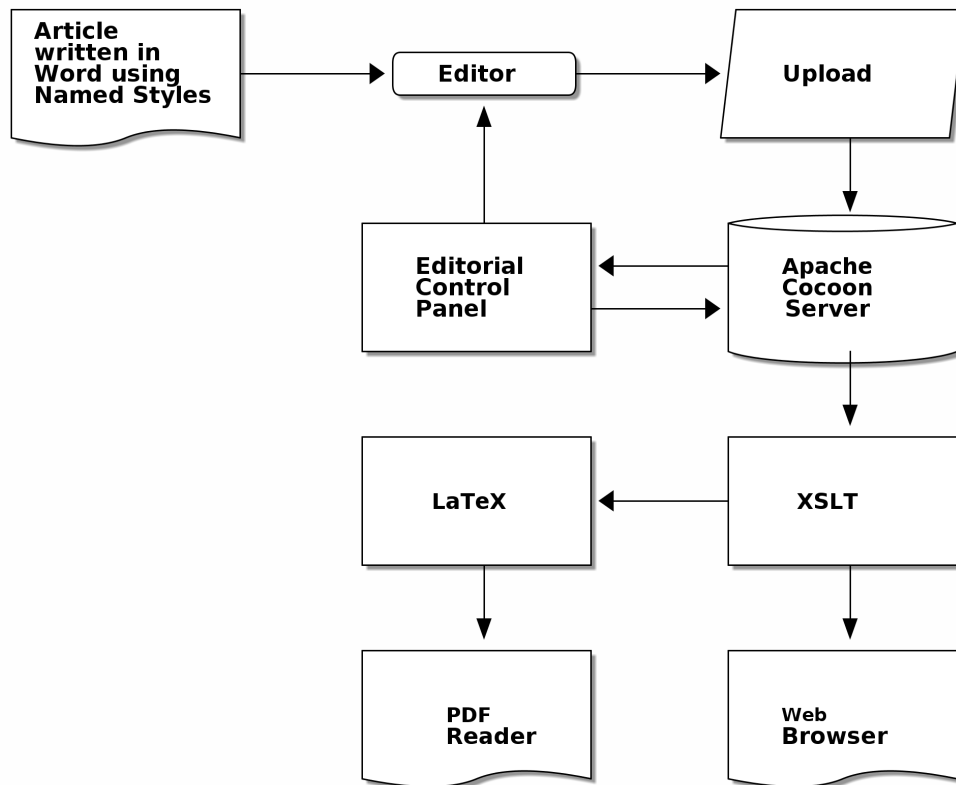 Article
written in
Word using
Named Styles
Editor
Upload
Editorial
Control
Panel
Apache
Cocoon
Server
LaTeX
XSLT
PDF
Reader
Web
Browser